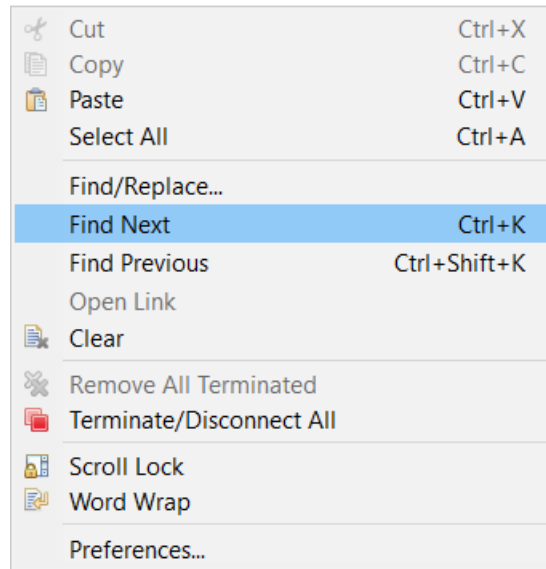 Cut Ctrl+X
Copy Ctrl+C
Paste Ctrl+V
Select All Ctrl+A
Find/Replace...
Find Next Ctrl+K
Find Previous Ctrl+Shift+K
Open Link
Clear
Remove All Terminated
Terminate/Disconnect All
Scroll Lock
Word Wrap
Preferences...